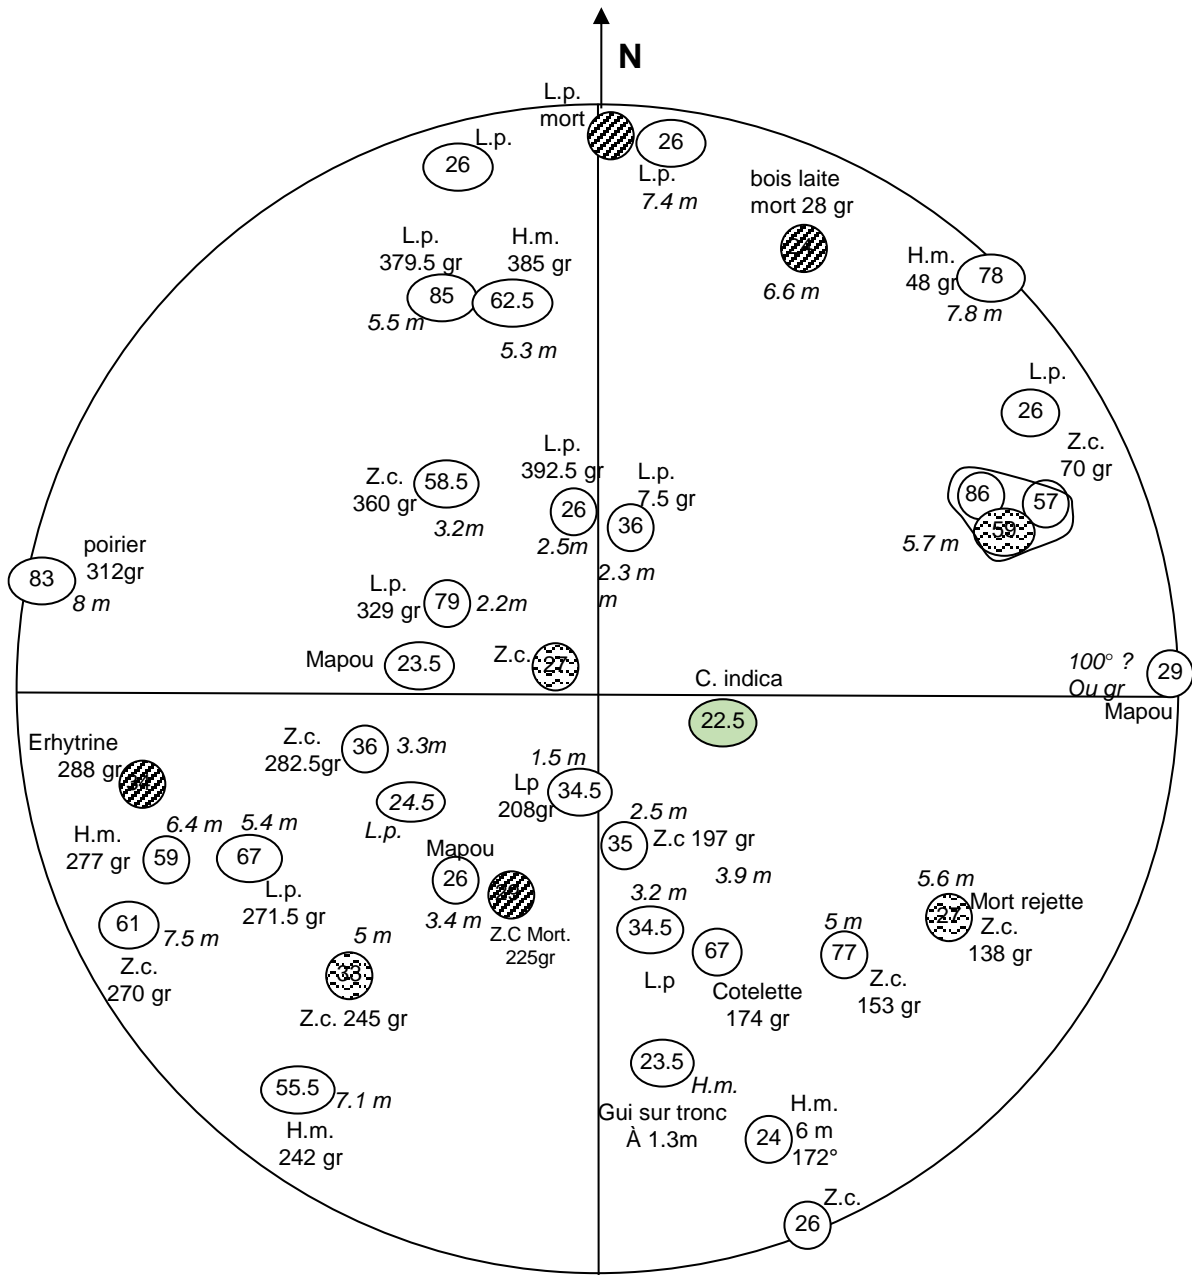 N
L.p.
mort
L.p.
26
26
L.p.
7.4 m
bois laite
mort 28 gr
6.6 m
L.p.
379.5 gr
85
5.5 m
H.m.
385 gr
62.5
5.3 m
H.m.
48 gr
78
7.8 m
L.p.
26
Z.c.
70 gr
86
57
59
5.7 m
Z.c.
360 gr
58.5
3.2m
L.p.
392.5 gr
26
2.5m
L.p.
7.5 gr
36
2.3 m
m
poirier
312gr
83
8 m
L.p.
329 gr
79
2.2m
Mapou
23.5
Z.c.
27
100° ?
Ou gr
29
Mapou
C. indica
22.5
Erhytrine
288 gr
Z.c.
282.5gr
36
3.3m
24.5
L.p.
1.5 m
Lp
208gr
34.5
2.5 m
35
Z.c 197 gr
H.m.
277 gr
6.4 m
59
5.4 m
67
L.p.
271.5 gr
Mapou
26
3.4 m
Z.C Mort.
225gr
3.9 m
3.2 m
34.5
L.p
67
Cotelette
174 gr
5 m
77
Z.c.
153 gr
5.6 m
27
Mort rejette
Z.c.
138 gr
61
7.5 m
Z.c.
270 gr
5 m
33
Z.c. 245 gr
55.5
7.1 m
H.m.
242 gr
23.5
H.m.
Gui sur tronc
À 1.3m
H.m.
6 m
172°
24
Z.c.
26